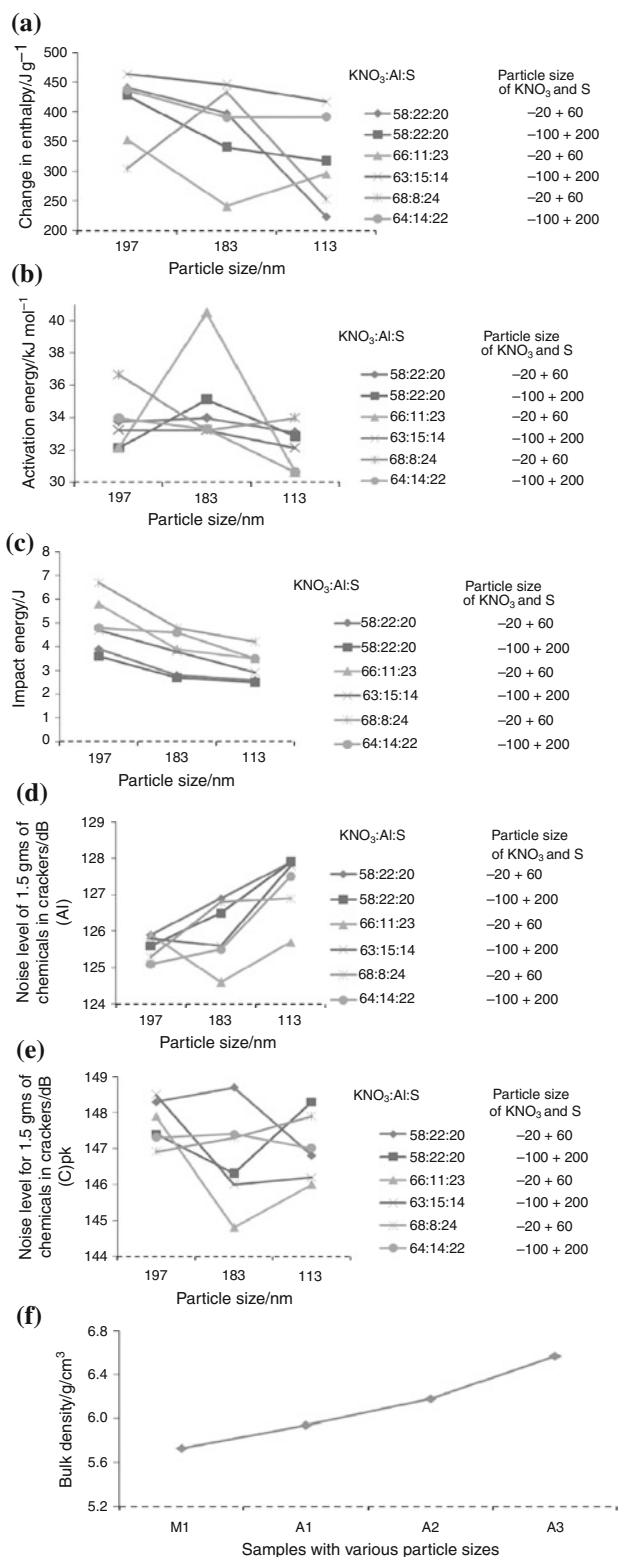 (a)
Change in enthalpy/Jg⁻¹
500
450
400
350
300
250
200
197 183 113
Particle size/nm
KNO₃:Al:S Particle size of KNO₃ and S
58:22:20 –20 + 60
58:22:20 –100 + 200
66:11:23 –20 + 60
63:15:14 –100 + 200
68:8:24 –20 + 60
64:14:22 –100 + 200
(b)
Activation energy/kJ mol⁻¹
40
38
36
34
32
30
197 183 113
Particle size/nm
KNO₃:Al:S Particle size of KNO₃ and S
58:22:20 –20 + 60
58:22:20 –100 + 200
66:11:23 –20 + 60
63:15:14 –100 + 200
68:8:24 –20 + 60
64:14:22 –100 + 200
(c)
Impact energy/J
8
7
6
5
4
3
2
1
0
197 183 113
Particle size/nm
KNO₃:Al:S Particle size of KNO₃ and S
58:22:20 –20 + 60
58:22:20 –100 + 200
66:11:23 –20 + 60
63:15:14 –100 + 200
68:8:24 –20 + 60
64:14:22 –100 + 200
(d)
Noise level of 1.5 gms of
chemicals in crackers/dB
(AI)
129
128
127
126
125
124
197 183 113
Particle size/nm
KNO₃:Al:S Particle size of KNO₃ and S
58:22:20 –20 + 60
58:22:20 –100 + 200
66:11:23 –20 + 60
63:15:14 –100 + 200
68:8:24 –20 + 60
64:14:22 –100 + 200
(e)
Noise level for 1.5 gms of
chemicals in crackers/dB
(C)pk
149
148
147
146
145
144
197 183 113
Particle size/nm
KNO₃:Al:S Particle size of KNO₃ and S
58:22:20 –20 + 60
58:22:20 –100 + 200
66:11:23 –20 + 60
63:15:14 –100 + 200
68:8:24 –20 + 60
64:14:22 –100 + 200
(f)
Bulk density/g/cm³
6.8
6.4
6.0
5.6
5.2
M1 A1 A2 A3
Samples with various particle sizes